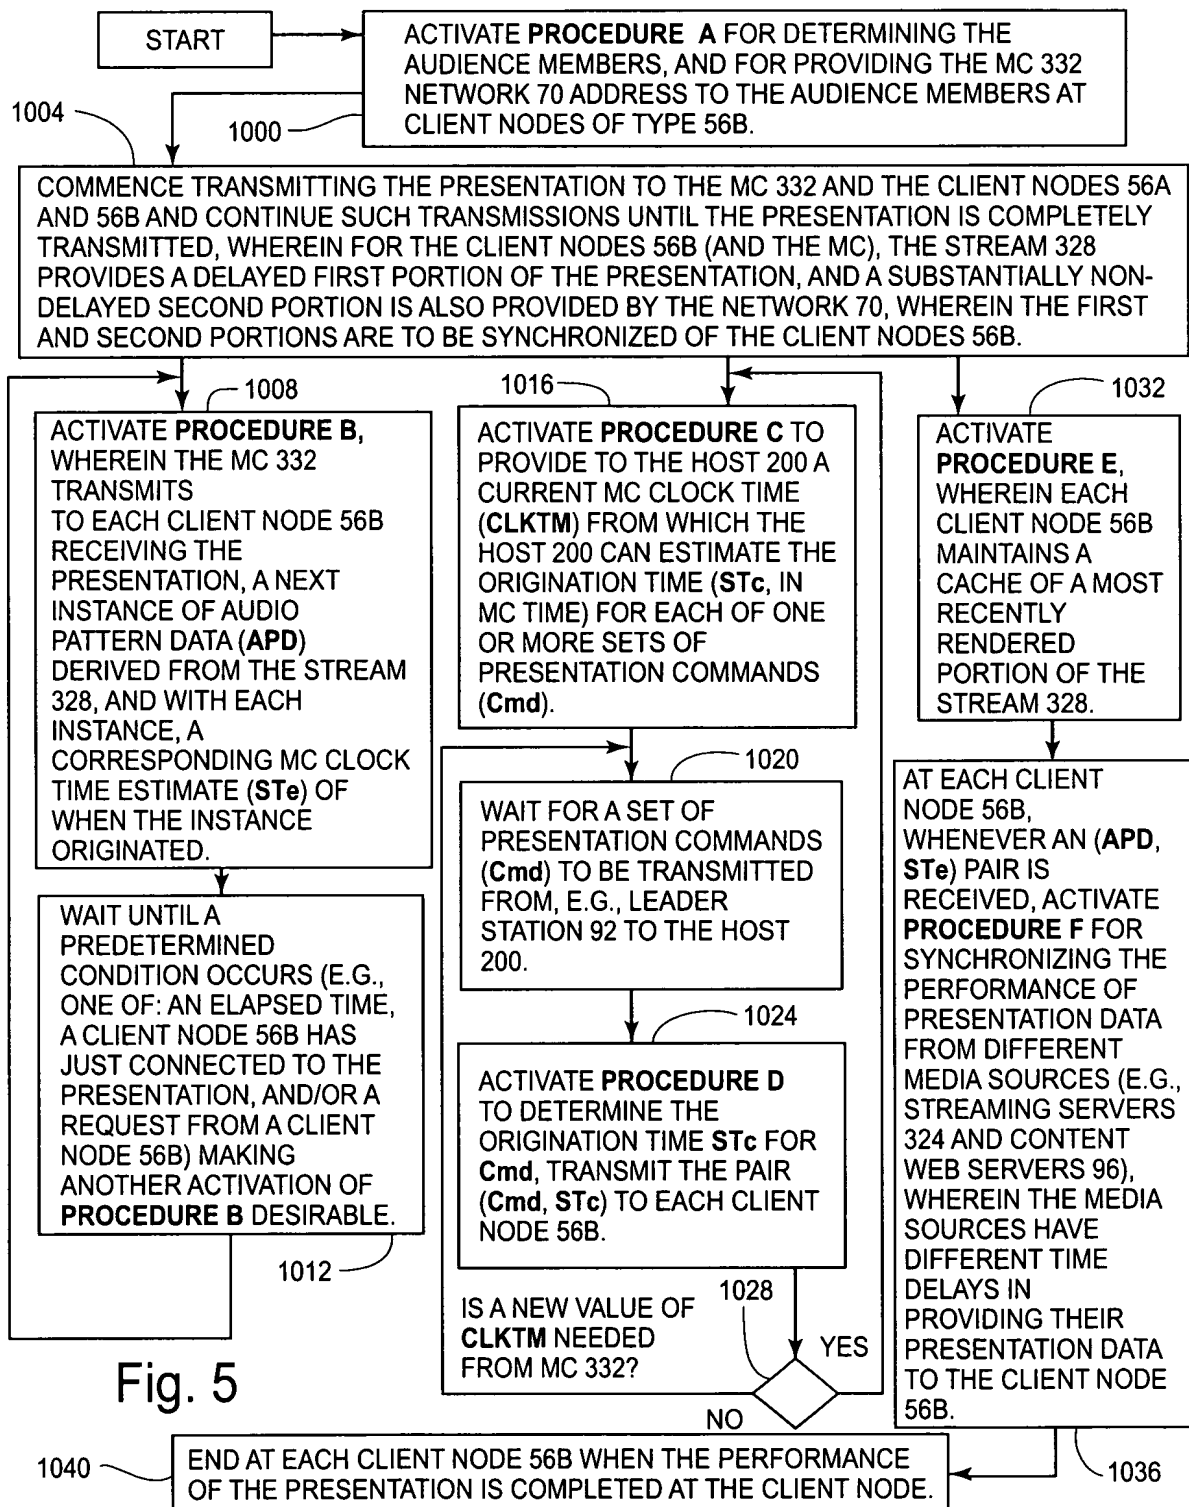 START
ACTIVATE PROCEDURE A FOR DETERMINING THE
AUDIENCE MEMBERS, AND FOR PROVIDING THE MC 332
NETWORK 70 ADDRESS TO THE AUDIENCE MEMBERS AT
CLIENT NODES OF TYPE 56B.
1000
1004
COMMENCE TRANSMITTING THE PRESENTATION TO THE MC 332 AND THE CLIENT NODES 56A
AND 56B AND CONTINUE SUCH TRANSMISSIONS UNTIL THE PRESENTATION IS COMPLETELY
TRANSMITTED, WHEREIN FOR THE CLIENT NODES 56B (AND THE MC), THE STREAM 328
PROVIDES A DELAYED FIRST PORTION OF THE PRESENTATION, AND A SUBSTANTIALLY NON-
DELAYED SECOND PORTION IS ALSO PROVIDED BY THE NETWORK 70, WHEREIN THE FIRST
AND SECOND PORTIONS ARE TO BE SYNCHRONIZED OF THE CLIENT NODES 56B.
1008
ACTIVATE PROCEDURE B,
WHEREIN THE MC 332
TRANSMITS
TO EACH CLIENT NODE 56B
RECEIVING THE
PRESENTATION, A NEXT
INSTANCE OF AUDIO
PATTERN DATA (APD)
DERIVED FROM THE STREAM
328, AND WITH EACH
INSTANCE, A
CORRESPONDING MC CLOCK
TIME ESTIMATE (STe) OF
WHEN THE INSTANCE
ORIGINATED.
WAIT UNTIL A
PREDETERMINED
CONDITION OCCURS (E.G.,
ONE OF: AN ELAPSED TIME,
A CLIENT NODE 56B HAS
JUST CONNECTED TO THE
PRESENTATION, AND/OR A
REQUEST FROM A CLIENT
NODE 56B) MAKING
ANOTHER ACTIVATION OF
PROCEDURE B DESIRABLE.
1012
1016
ACTIVATE PROCEDURE C TO
PROVIDE TO THE HOST 200 A
CURRENT MC CLOCK TIME
(CLKTM) FROM WHICH THE
HOST 200 CAN ESTIMATE THE
ORIGINATION TIME (STc, IN
MC TIME) FOR EACH OF ONE
OR MORE SETS OF
PRESENTATION COMMANDS
(Cmd).
1020
WAIT FOR A SET OF
PRESENTATION COMMANDS
(Cmd) TO BE TRANSMITTED
FROM, E.G., LEADER
STATION 92 TO THE HOST
200.
1024
ACTIVATE PROCEDURE D
TO DETERMINE THE
ORIGINATION TIME STc FOR
Cmd, TRANSMIT THE PAIR
(Cmd, STc) TO EACH CLIENT
NODE 56B.
1028
IS A NEW VALUE OF
CLKTM NEEDED
FROM MC 332?
YES
NO
1032
ACTIVATE
PROCEDURE E,
WHEREIN EACH
CLIENT NODE 56B
MAINTAINS A
CACHE OF A MOST
RECENTLY
RENDERED
PORTION OF THE
STREAM 328.
AT EACH CLIENT
NODE 56B,
WHENEVER AN (APD,
STe) PAIR IS
RECEIVED, ACTIVATE
PROCEDURE F FOR
SYNCHRONIZING THE
PERFORMANCE OF
PRESENTATION DATA
FROM DIFFERENT
MEDIA SOURCES (E.G.,
STREAMING SERVERS
324 AND CONTENT
WEB SERVERS 96),
WHEREIN THE MEDIA
SOURCES HAVE
DIFFERENT TIME
DELAYS IN
PROVIDING THEIR
PRESENTATION DATA
TO THE CLIENT NODE
56B.
1036
Fig. 5
1040
END AT EACH CLIENT NODE 56B WHEN THE PERFORMANCE
OF THE PRESENTATION IS COMPLETED AT THE CLIENT NODE.